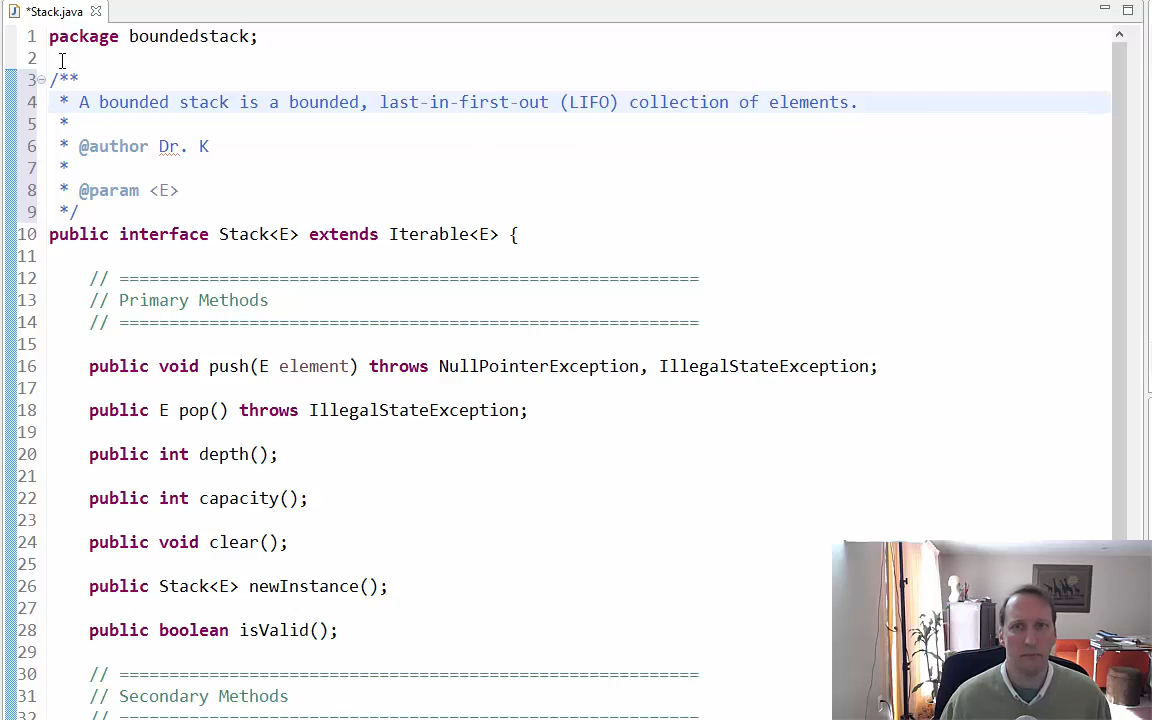 *Stack.java
1 package boundedstack;
2
3 /**
4 * A bounded stack is a bounded, last-in-first-out (LIFO) collection of elements.
5 *
6 * @author Dr. K
7 *
8 * @param <E>
9 */
10 public interface Stack<E> extends Iterable<E> {
11
12 // ==========================================================
13 // Primary Methods
14 // ==========================================================
15
16 public void push(E element) throws NullPointerException, IllegalStateException;
17
18 public E pop() throws IllegalStateException;
19
20 public int depth();
21
22 public int capacity();
23
24 public void clear();
25
26 public Stack<E> newInstance();
27
28 public boolean isValid();
29
30 // ==========================================================
31 // Secondary Methods
32 // ==========================================================